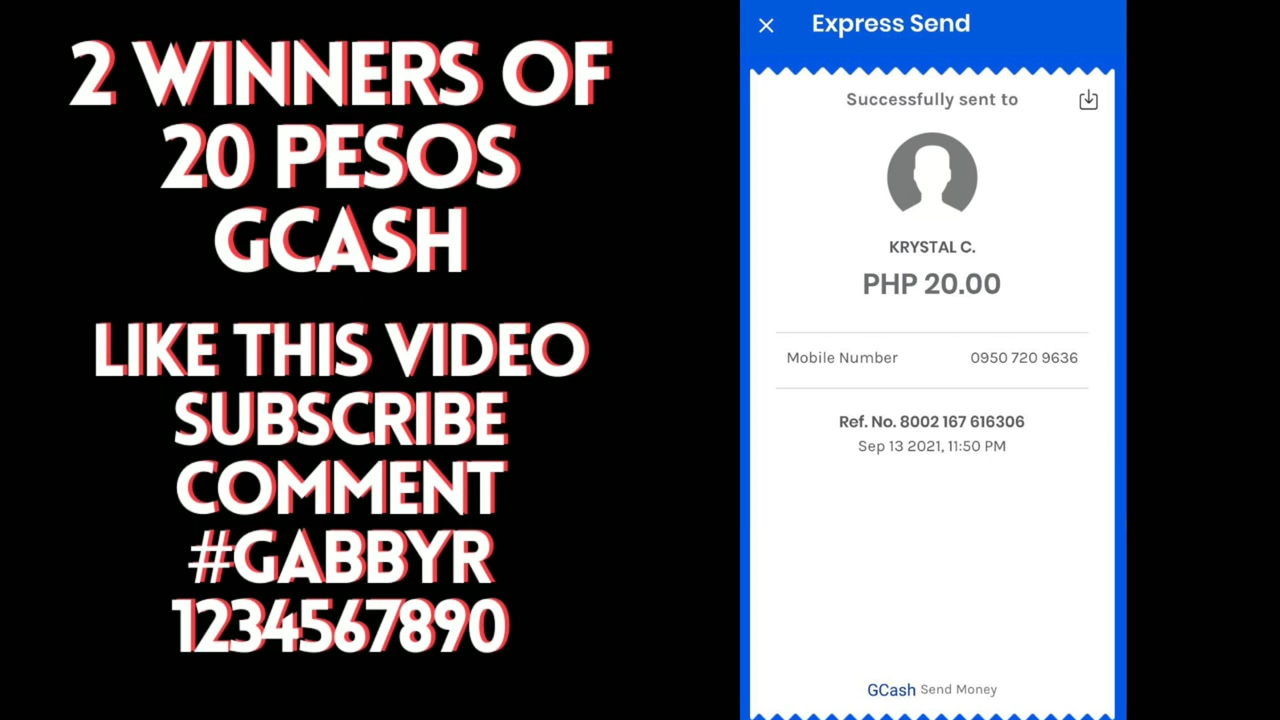 2 WINNERS OF
20 PESOS
GCASH
LIKE THIS VIDEO
SUBSCRIBE
COMMENT
#GABBYR
1234567890
Express Send
Successfully sent to
KRYSTAL C.
PHP 20.00
Mobile Number 0950 720 9636
Ref. No. 8002 167 616306
Sep 13 2021, 11:50 PM
GCash Send Money